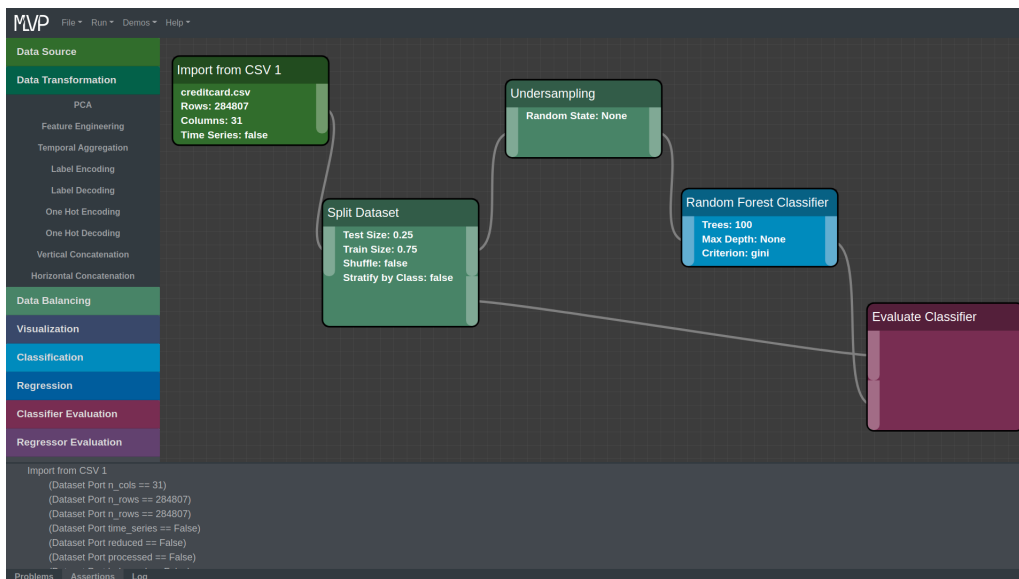 MVP File Run Demos Help
Data Source
Data Transformation
PCA
Feature Engineering
Temporal Aggregation
Label Encoding
Label Decoding
One Hot Encoding
One Hot Decoding
Vertical Concatenation
Horizontal Concatenation
Data Balancing
Visualization
Classification
Regression
Classifier Evaluation
Regressor Evaluation
Import from CSV 1
creditcard.csv
Rows: 284807
Columns: 31
Time Series: false
Split Dataset
Test Size: 0.25
Train Size: 0.75
Shuffle: false
Stratify by Class: false
Undersampling
Random State: None
Random Forest Classifier
Trees: 100
Max Depth: None
Criterion: gini
Evaluate Classifier
Import from CSV 1
(Dataset Port n_cols == 31)
(Dataset Port n_rows == 284807)
(Dataset Port n_rows == 284807)
(Dataset Port time_series == False)
(Dataset Port reduced == False)
(Dataset Port processed == False)
Problems Assertions Log